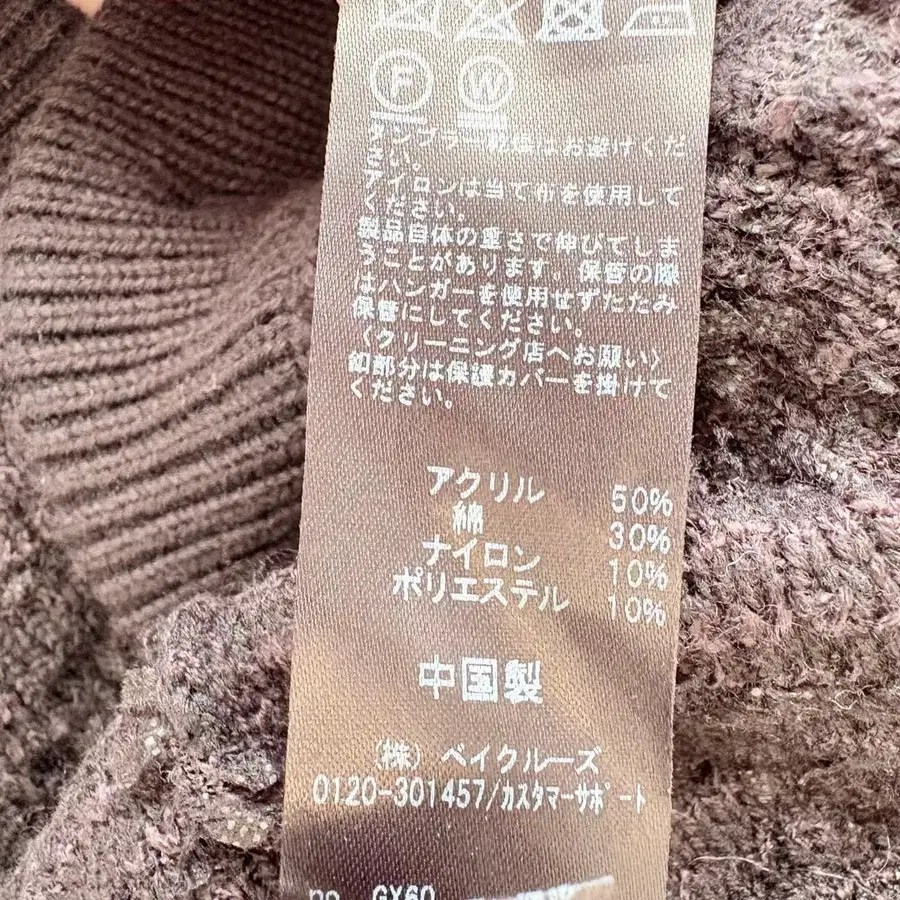 F W
タンブラー乾燥はお避けくだ
さい。
アイロンは当て布を使用して
ください。
製品自体の重さで伸びてしま
うことがあります。保管の際
はハンガーを使用せずたたみ
保管にしてください。
〈クリーニング店へお願い〉
釦部分は保護カバーを掛けて
ください。
アクリル 50%
綿 30%
ナイロン 10%
ポリエステル 10%
中国製
(株)ベイクルーズ
0120-301457/カスタマーサポート
GX60